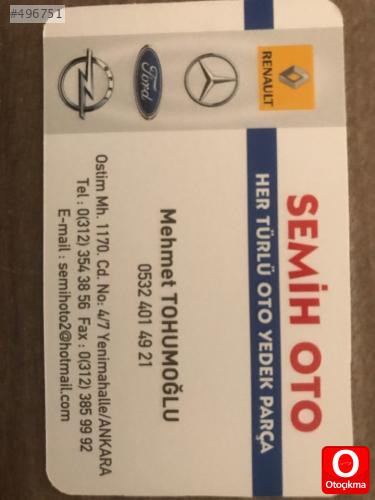 #496751
RENAULT
Ford
SEMİH OTO
HER TÜRLÜ OTO YEDEK PARÇA
Mehmet TOHUMOĞLU
0532 401 49 21
Ostim Mh. 1170. Cd. No: 4/7 Yenimahalle/ANKARA
Tel : 0(312) 354 38 56 Fax : 0(312) 385 99 92
E-mail : semihoto2@hotmail.com
Otoçıkma